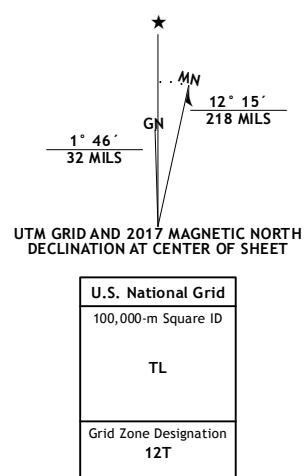 MN
12° 15´
218 MILS
GN
1° 46´
32 MILS
UTM GRID AND 2017 MAGNETIC NORTH
DECLINATION AT CENTER OF SHEET
U.S. National Grid
100,000-m Square ID
TL
Grid Zone Designation
12T